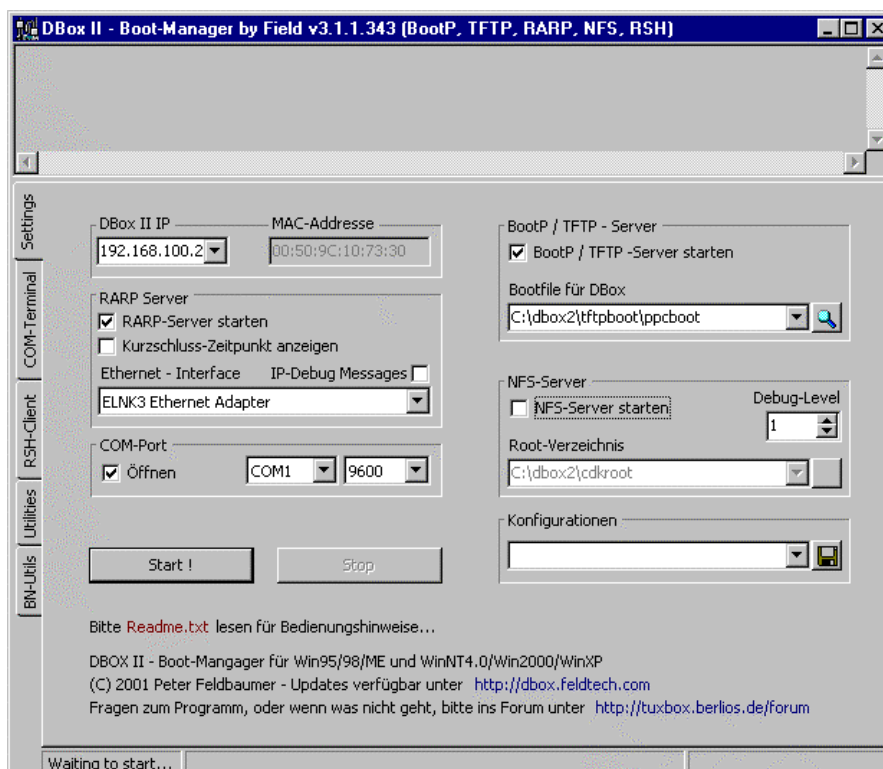 DBox II - Boot-Manager by Field v3.1.1.343 (BootP, TFTP, RARP, NFS, RSH)
Settings
COM-Terminal
RSH-Client
Utilities
BN-Utils
DBox II IP
MAC-Addresse
192.168.100.2
00:50:9C:10:73:30
RARP Server
RARP-Server starten
Kurzschluss-Zeitpunkt anzeigen
Ethernet - Interface
IP-Debug Messages
ELNK3 Ethernet Adapter
COM-Port
Öffnen
COM1
9600
Start !
Stop
BootP / TFTP - Server
BootP / TFTP -Server starten
Bootfile für DBox
C:\dbox2\tftpboot\ppcboot
NFS-Server
NFS-Server starten
Debug-Level
1
Root-Verzeichnis
C:\dbox2\cdkroot
Konfigurationen
Bitte Readme.txt lesen für Bedienungshinweise...
DBOX II - Boot-Mangager für Win95/98/ME und WinNT4.0/Win2000/WinXP
(C) 2001 Peter Feldbaumer - Updates verfügbar unter http://dbox.feldtech.com
Fragen zum Programm, oder wenn was nicht geht, bitte ins Forum unter http://tuxbox.berlios.de/forum
Waiting to start...